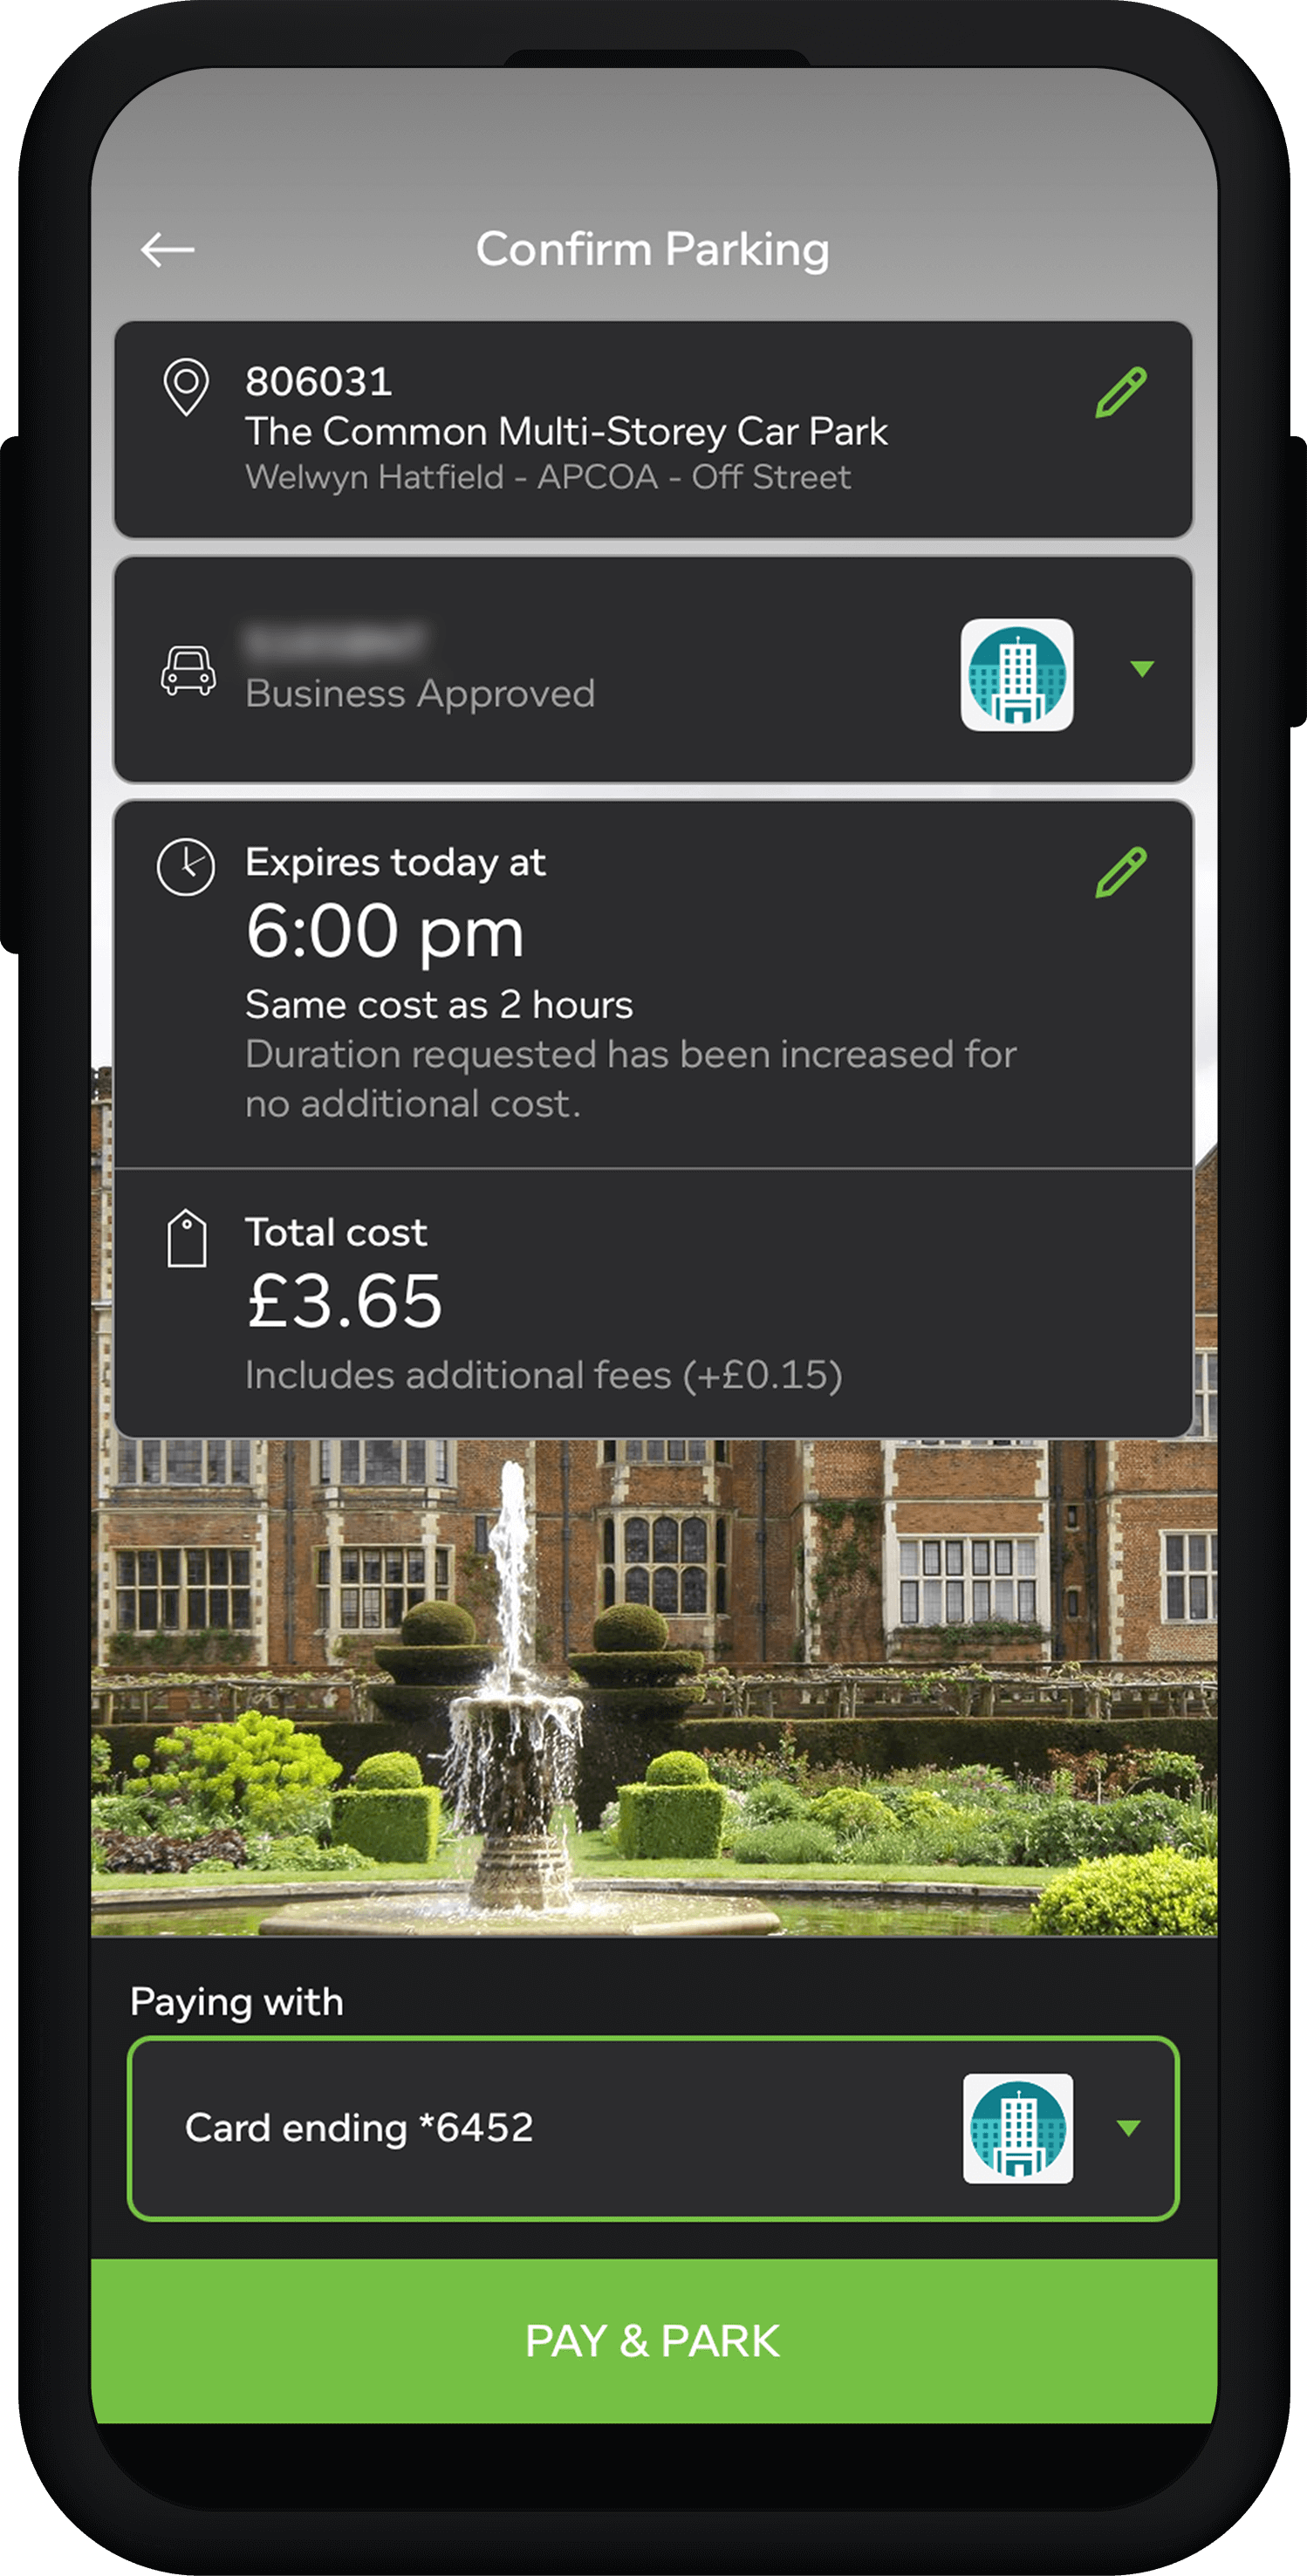 Confirm Parking
806031
The Common Multi-Storey Car Park
Welwyn Hatfield - APCOA - Off Street
Business Approved
Expires today at
6:00 pm
Same cost as 2 hours
Duration requested has been increased for
no additional cost.
Total cost
£3.65
Includes additional fees (+£0.15)
Paying with
Card ending *6452
PAY & PARK